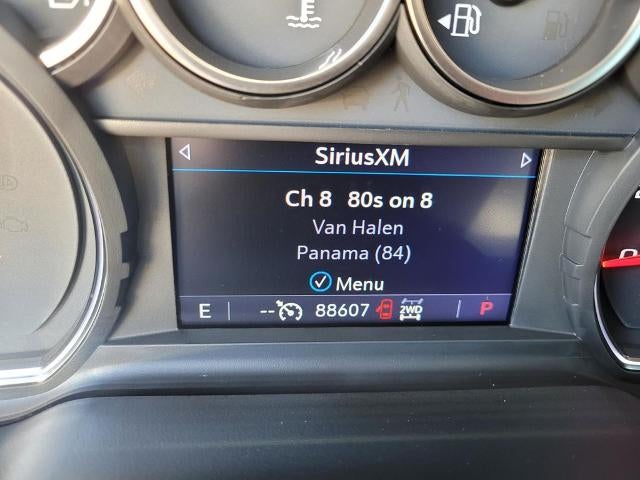 SiriusXM
Ch 8 80s on 8
Van Halen
Panama (84)
Menu
E -- 88607 2WD P